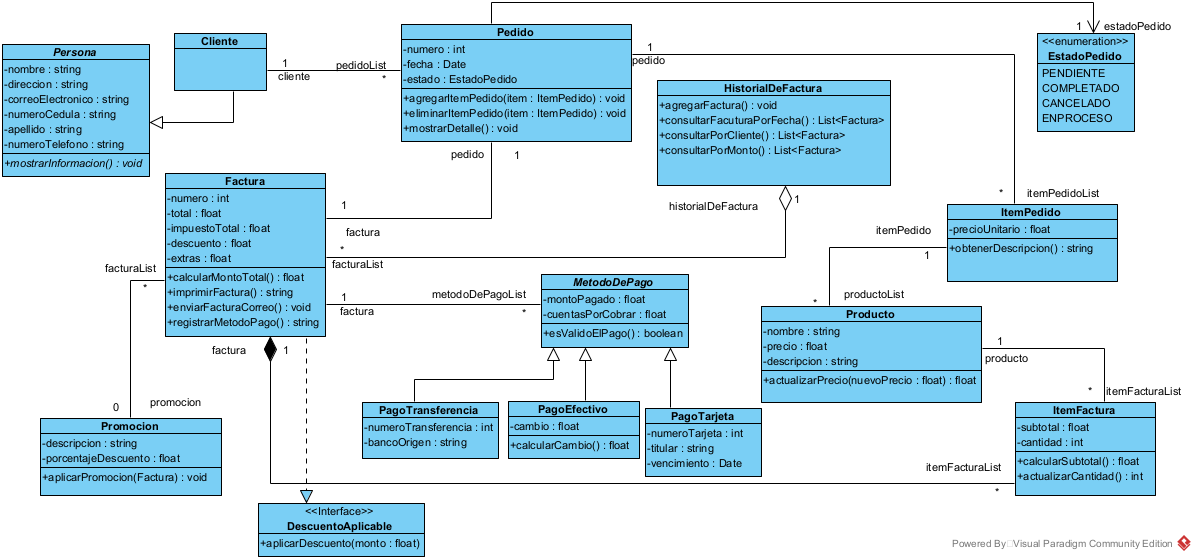 Persona
-nombre : string
-direccion : string
-correoElectronico : string
-numeroCedula : string
-apellido : string
-numeroTelefono : string
+mostrarInformacion() : void
Cliente
1
cliente
pedidoList
*
Pedido
-numero : int
-fecha : Date
-estado : EstadoPedido
+agregarItemPedido(item : ItemPedido) : void
+eliminarItemPedido(item : ItemPedido) : void
+mostrarDetalle() : void
1
pedido
1
estadoPedido
<<enumeration>>
EstadoPedido
PENDIENTE
COMPLETADO
CANCELADO
ENPROCESO
HistorialDeFactura
+agregarFactura() : void
+consultarFacuturaPorFecha() : List<Factura>
+consultarPorCliente() : List<Factura>
+consultarPorMonto() : List<Factura>
pedido
1
historialDeFactura
1
*
itemPedidoList
Factura
-numero : int
-total : float
-impuestoTotal : float
-descuento : float
-extras : float
+calcularMontoTotal() : float
+imprimirFactura() : string
+enviarFacturaCorreo() : void
+registrarMetodoPago() : string
1
factura
*
facturaList
ItemPedido
-precioUnitario : float
+obtenerDescripcion() : string
itemPedido
1
facturaList
*
1
factura
metodoDePagoList
*
MetodoDePago
-montoPagado : float
-cuentasPorCobrar : float
+esValidoElPago() : boolean
*
productoList
Producto
-nombre : string
-precio : float
-descripcion : string
+actualizarPrecio(nuevoPrecio : float) : float
1
producto
factura
1
*
itemFacturaList
0
promocion
Promocion
-descripcion : string
-porcentajeDescuento : float
+aplicarPromocion(Factura) : void
PagoTransferencia
-numeroTransferencia : int
-bancoOrigen : string
PagoEfectivo
-cambio : float
+calcularCambio() : float
PagoTarjeta
-numeroTarjeta : int
-titular : string
-vencimiento : Date
ItemFactura
-subtotal : float
-cantidad : int
+calcularSubtotal() : float
+actualizarCantidad() : int
itemFacturaList
*
<<Interface>>
DescuentoAplicable
+aplicarDescuento(monto : float)
Powered By Visual Paradigm Community Edition